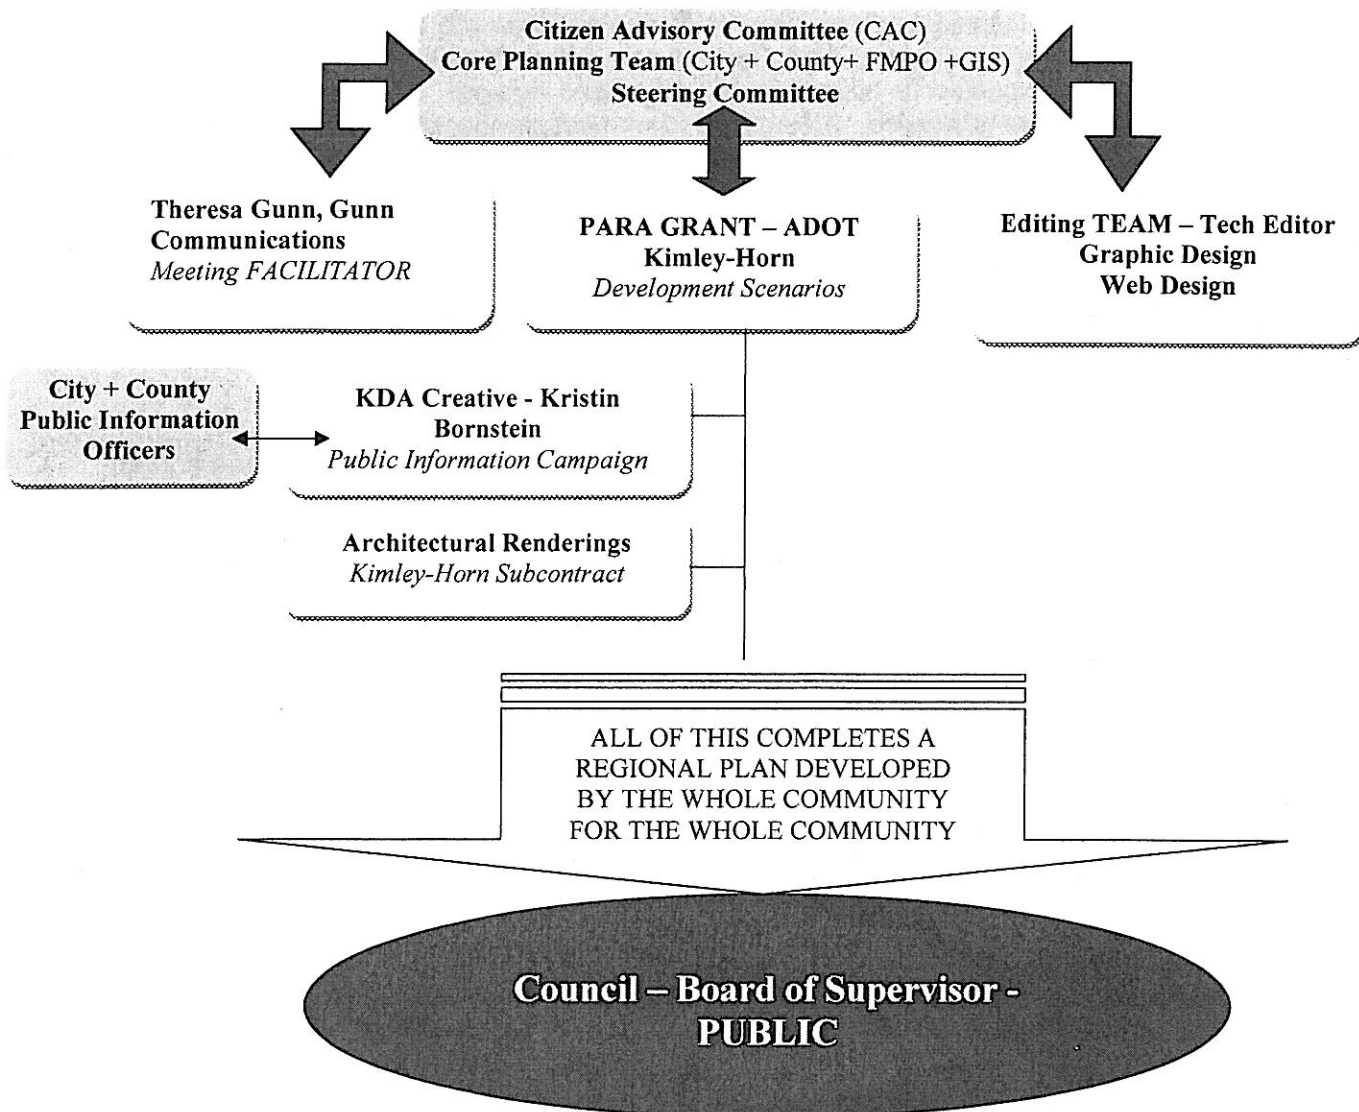 Citizen Advisory Committee (CAC)
Core Planning Team (City + County+ FMPO +GIS)
Steering Committee
Theresa Gunn, Gunn
Communications
Meeting FACILITATOR
PARA GRANT – ADOT
Kimley-Horn
Development Scenarios
Editing TEAM – Tech Editor
Graphic Design
Web Design
City + County
Public Information
Officers
KDA Creative - Kristin
Bornstein
Public Information Campaign
Architectural Renderings
Kimley-Horn Subcontract
ALL OF THIS COMPLETES A
REGIONAL PLAN DEVELOPED
BY THE WHOLE COMMUNITY
FOR THE WHOLE COMMUNITY
Council – Board of Supervisor -
PUBLIC